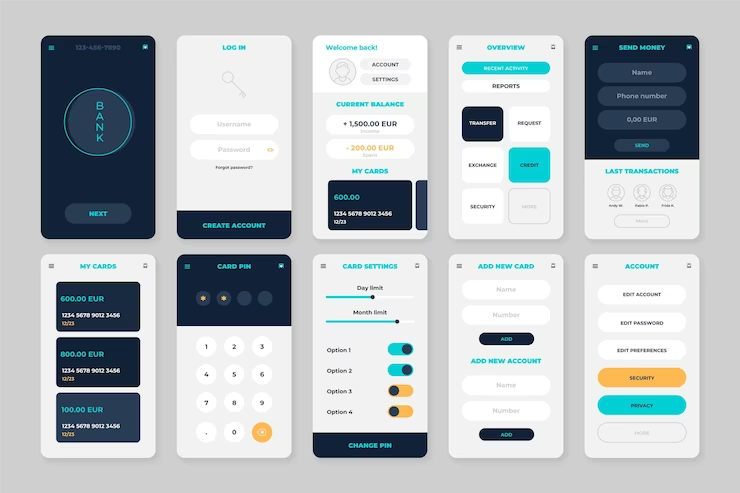 123-456-7890
BANK
NEXT
LOG IN
Username
Password
Forgot password?
CREATE ACCOUNT
Welcome back!
ACCOUNT
SETTINGS
CURRENT BALANCE
+ 1,500.00 EUR
Income
- 200.00 EUR
Spent
MY CARDS
600.00
1234 5678 9012 3456
12/23
OVERVIEW
RECENT ACTIVITY
REPORTS
TRANSFER
REQUEST
EXCHANGE
CREDIT
SECURITY
MORE
SEND MONEY
Name
Phone number
0,00 EUR
SEND
LAST TRANSACTIONS
Andy W.
Frida K.
More
MY CARDS
600.00 EUR
1234 5678 9012 3456
12/23
800.00 EUR
1234 5678 9012 3456
12/23
100.00 EUR
1234 5678 9012 3456
12/23
CARD PIN
* *
1 2 3
4 5 6
7 8 9
. 0
CARD SETTINGS
Day limit
Month limit
Option 1
Option 2
Option 3
Option 4
CHANGE PIN
ADD NEW CARD
Name
Number
ADD
ADD NEW ACCOUNT
Name
Number
ADD
ACCOUNT
EDIT ACCOUNT
EDIT PASSWORD
EDIT PREFERENCES
SECURITY
PRIVACY
MORE